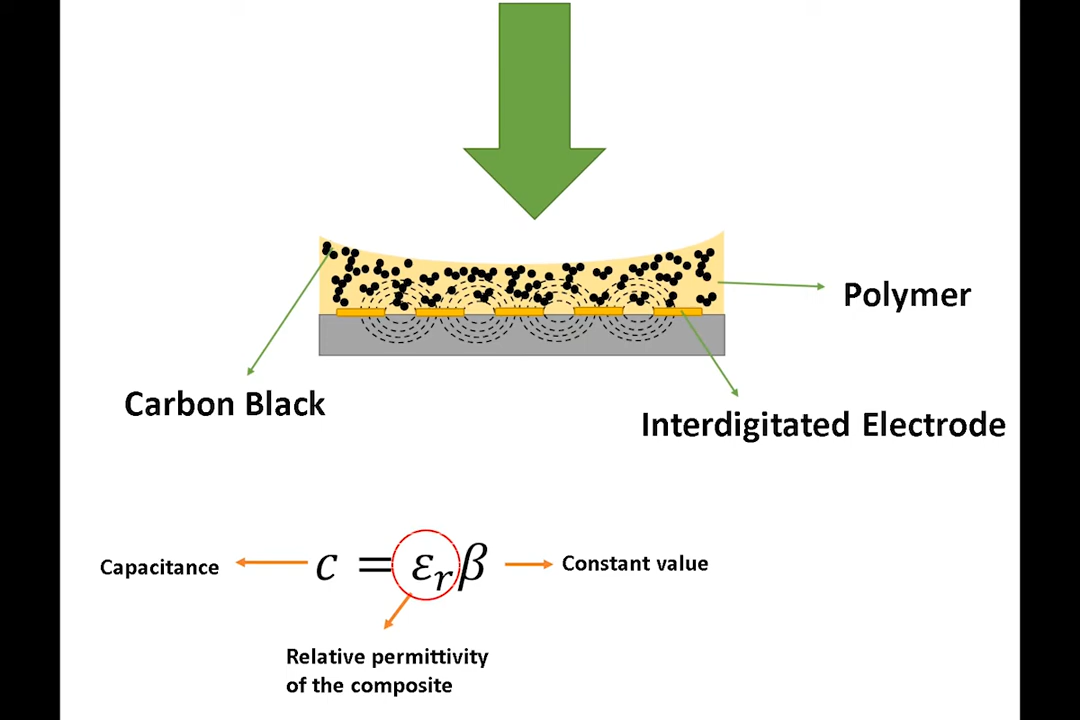 Polymer
Carbon Black
Interdigitated Electrode
Capacitance
c = εᵣβ
Constant value
Relative permittivity
of the composite